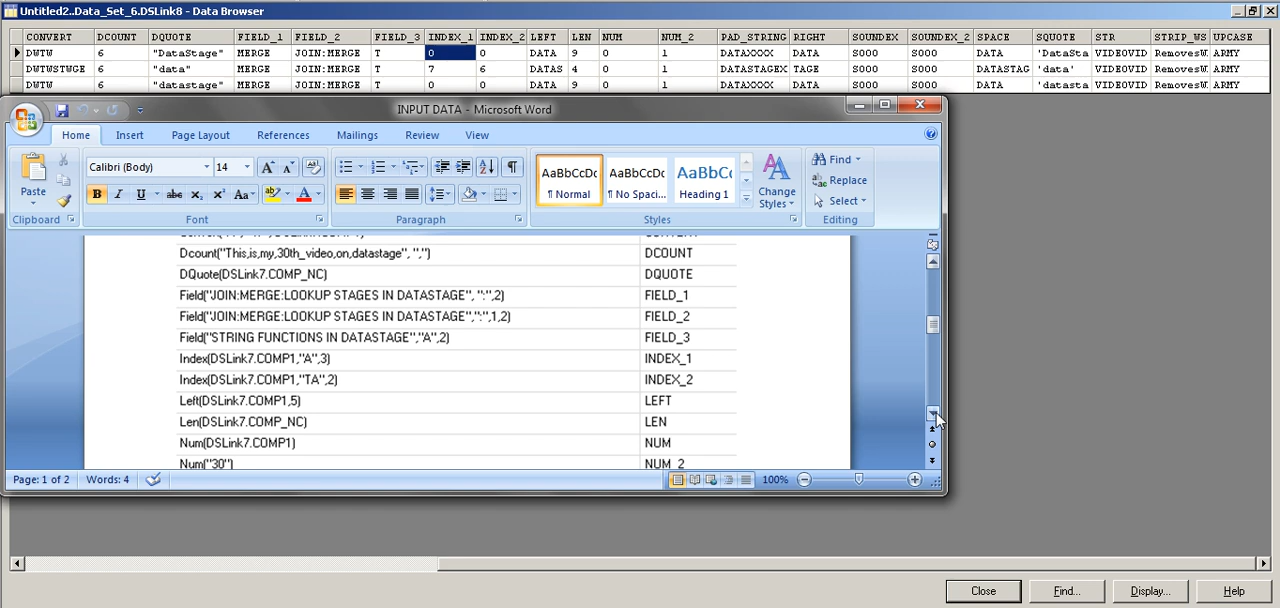 Untitled2..Data_Set_6.DSLink8 - Data Browser
CONVERT DCOUNT DQUOTE FIELD_1 FIELD_2 FIELD_3 INDEX_1 INDEX_2 LEFT LEN NUM NUM_2 PAD_STRING RIGHT SOUNDEX SOUNDEX_2 SPACE SQUOTE STR STRIP_WS UPCASE
DWTW 6 "DataStage" MERGE JOIN:MERGE T 0 0 DATA 9 0 1 DATAXXXX DATA S000 S000 DATA 'DataSta VIDEOVID RemovesW ARMY
DWTWSTWGE 6 "data" MERGE JOIN:MERGE T 7 6 DATAS 4 0 1 DATASTAGEX TAGE S000 S000 DATASTAG 'data' VIDEOVID RemovesW ARMY
DWTW 6 "datastage" MERGE JOIN:MERGE T 0 0 DATA 9 0 1 DATAXXXX DATA S000 S000 DATA 'datasta VIDEOVID RemovesW ARMY
INPUT DATA - Microsoft Word
Home Insert Page Layout References Mailings Review View
Paste
Clipboard
Calibri (Body) 14
B I U abe X₂ X² Aa
Font
Paragraph
AaBbCcDc AaBbCcDc AaBbCc
¶ Normal ¶ No Spaci... Heading 1
Change Styles
Styles
Find
Replace
Select
Editing
Dcount("This,is,my,30th_video,on,datastage", ",") DCOUNT
DQuote(DSLink7.COMP_NC) DQUOTE
Field("JOIN:MERGE:LOOKUP STAGES IN DATASTAGE", ":",2) FIELD_1
Field("JOIN:MERGE:LOOKUP STAGES IN DATASTAGE",":",1,2) FIELD_2
Field("STRING FUNCTIONS IN DATASTAGE","A",2) FIELD_3
Index(DSLink7.COMP1,"A",3) INDEX_1
Index(DSLink7.COMP1,"TA",2) INDEX_2
Left(DSLink7.COMP1,5) LEFT
Len(DSLink7.COMP_NC) LEN
Num(DSLink7.COMP1) NUM
Num("30") NUM_2
Page: 1 of 2 Words: 4 100%
Close Find... Display... Help